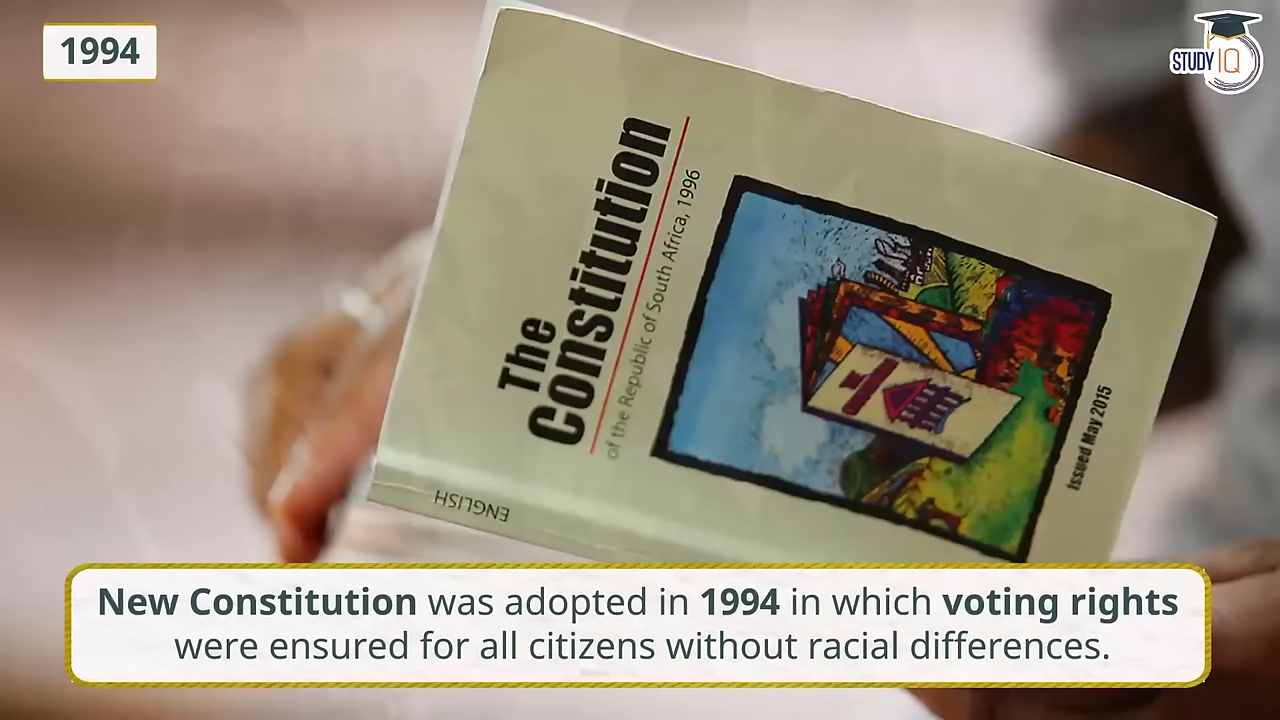 1994
STUDY IQ
The
Constitution
of the Republic of South Africa, 1996
Issued May 2015
ENGLISH
New Constitution was adopted in 1994 in which voting rights
were ensured for all citizens without racial differences.